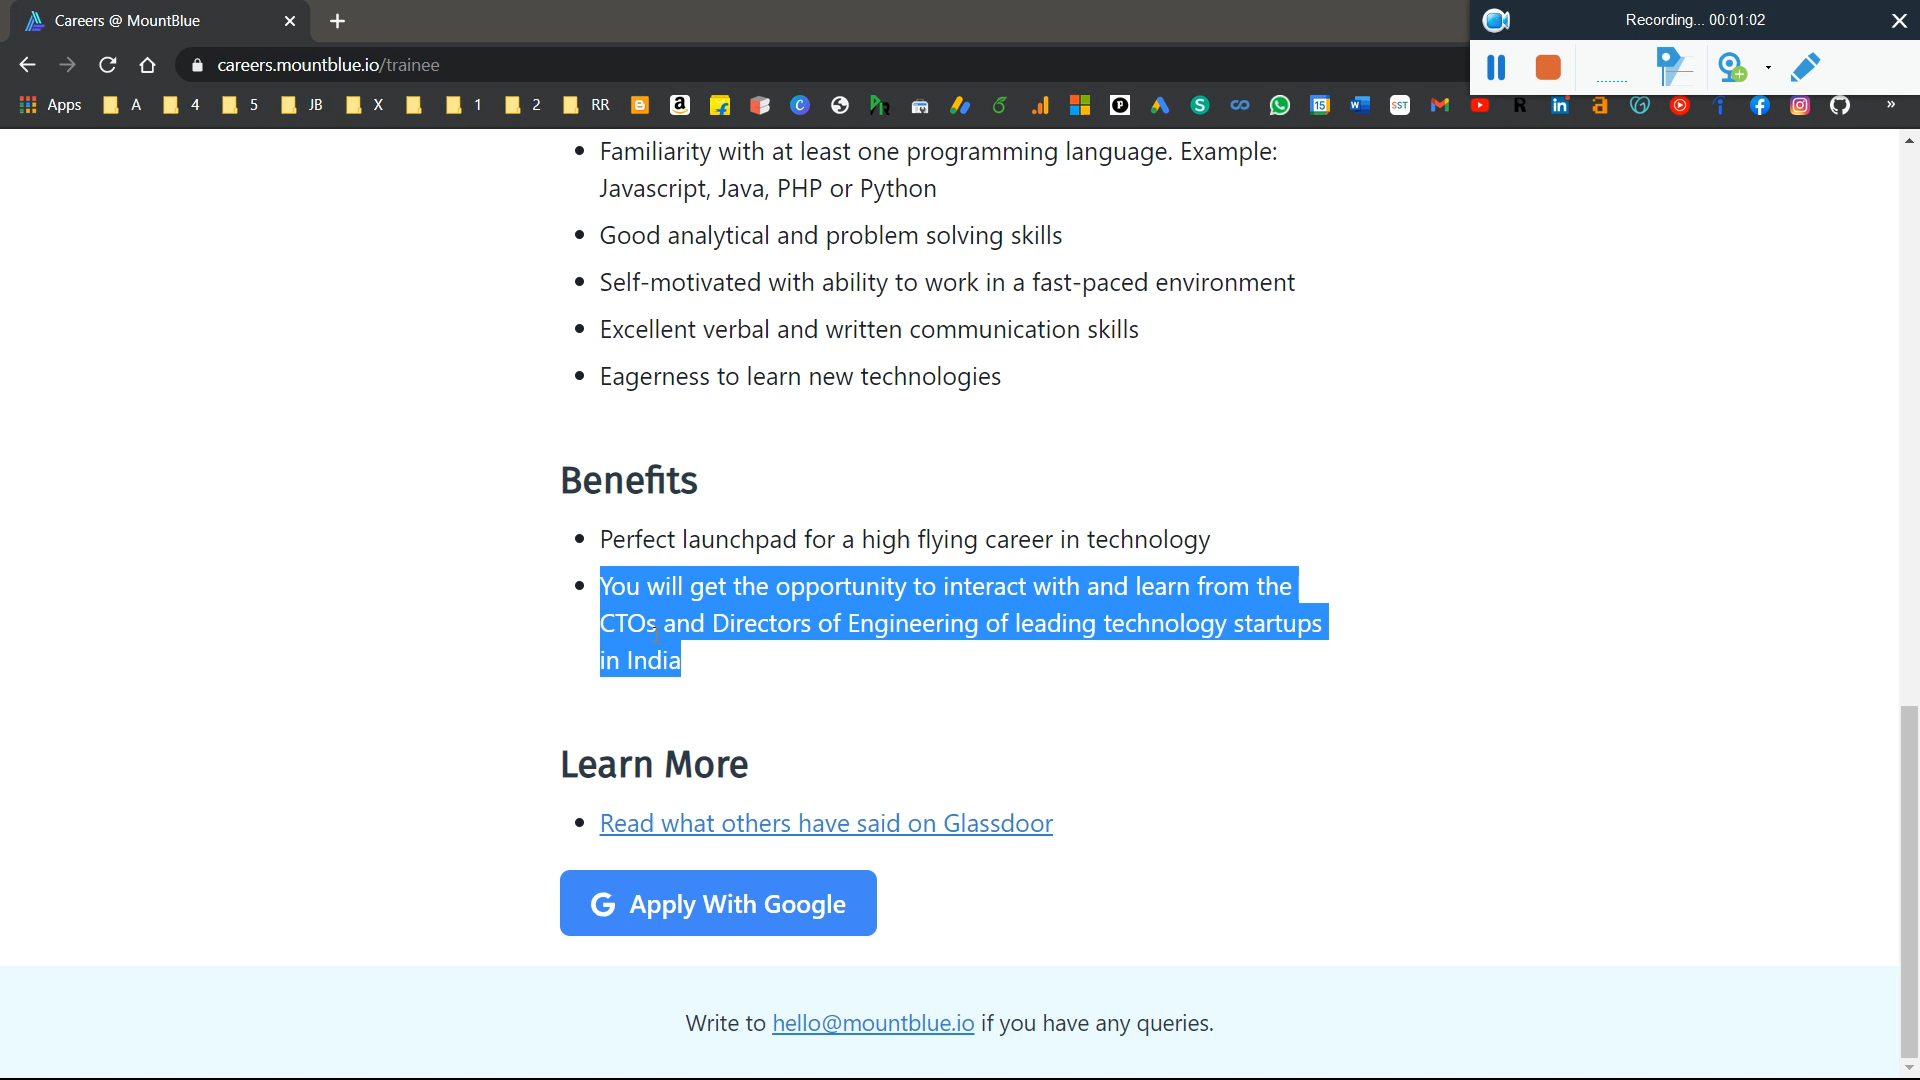 Careers @ MountBlue
Recording... 00:01:02
careers.mountblue.io/trainee
Apps A 4 5 JB X 1 2 RR
Familiarity with at least one programming language. Example:
Javascript, Java, PHP or Python
Good analytical and problem solving skills
Self-motivated with ability to work in a fast-paced environment
Excellent verbal and written communication skills
Eagerness to learn new technologies
Benefits
Perfect launchpad for a high flying career in technology
You will get the opportunity to interact with and learn from the
CTOs and Directors of Engineering of leading technology startups
in India
Learn More
Read what others have said on Glassdoor
G Apply With Google
Write to hello@mountblue.io if you have any queries.